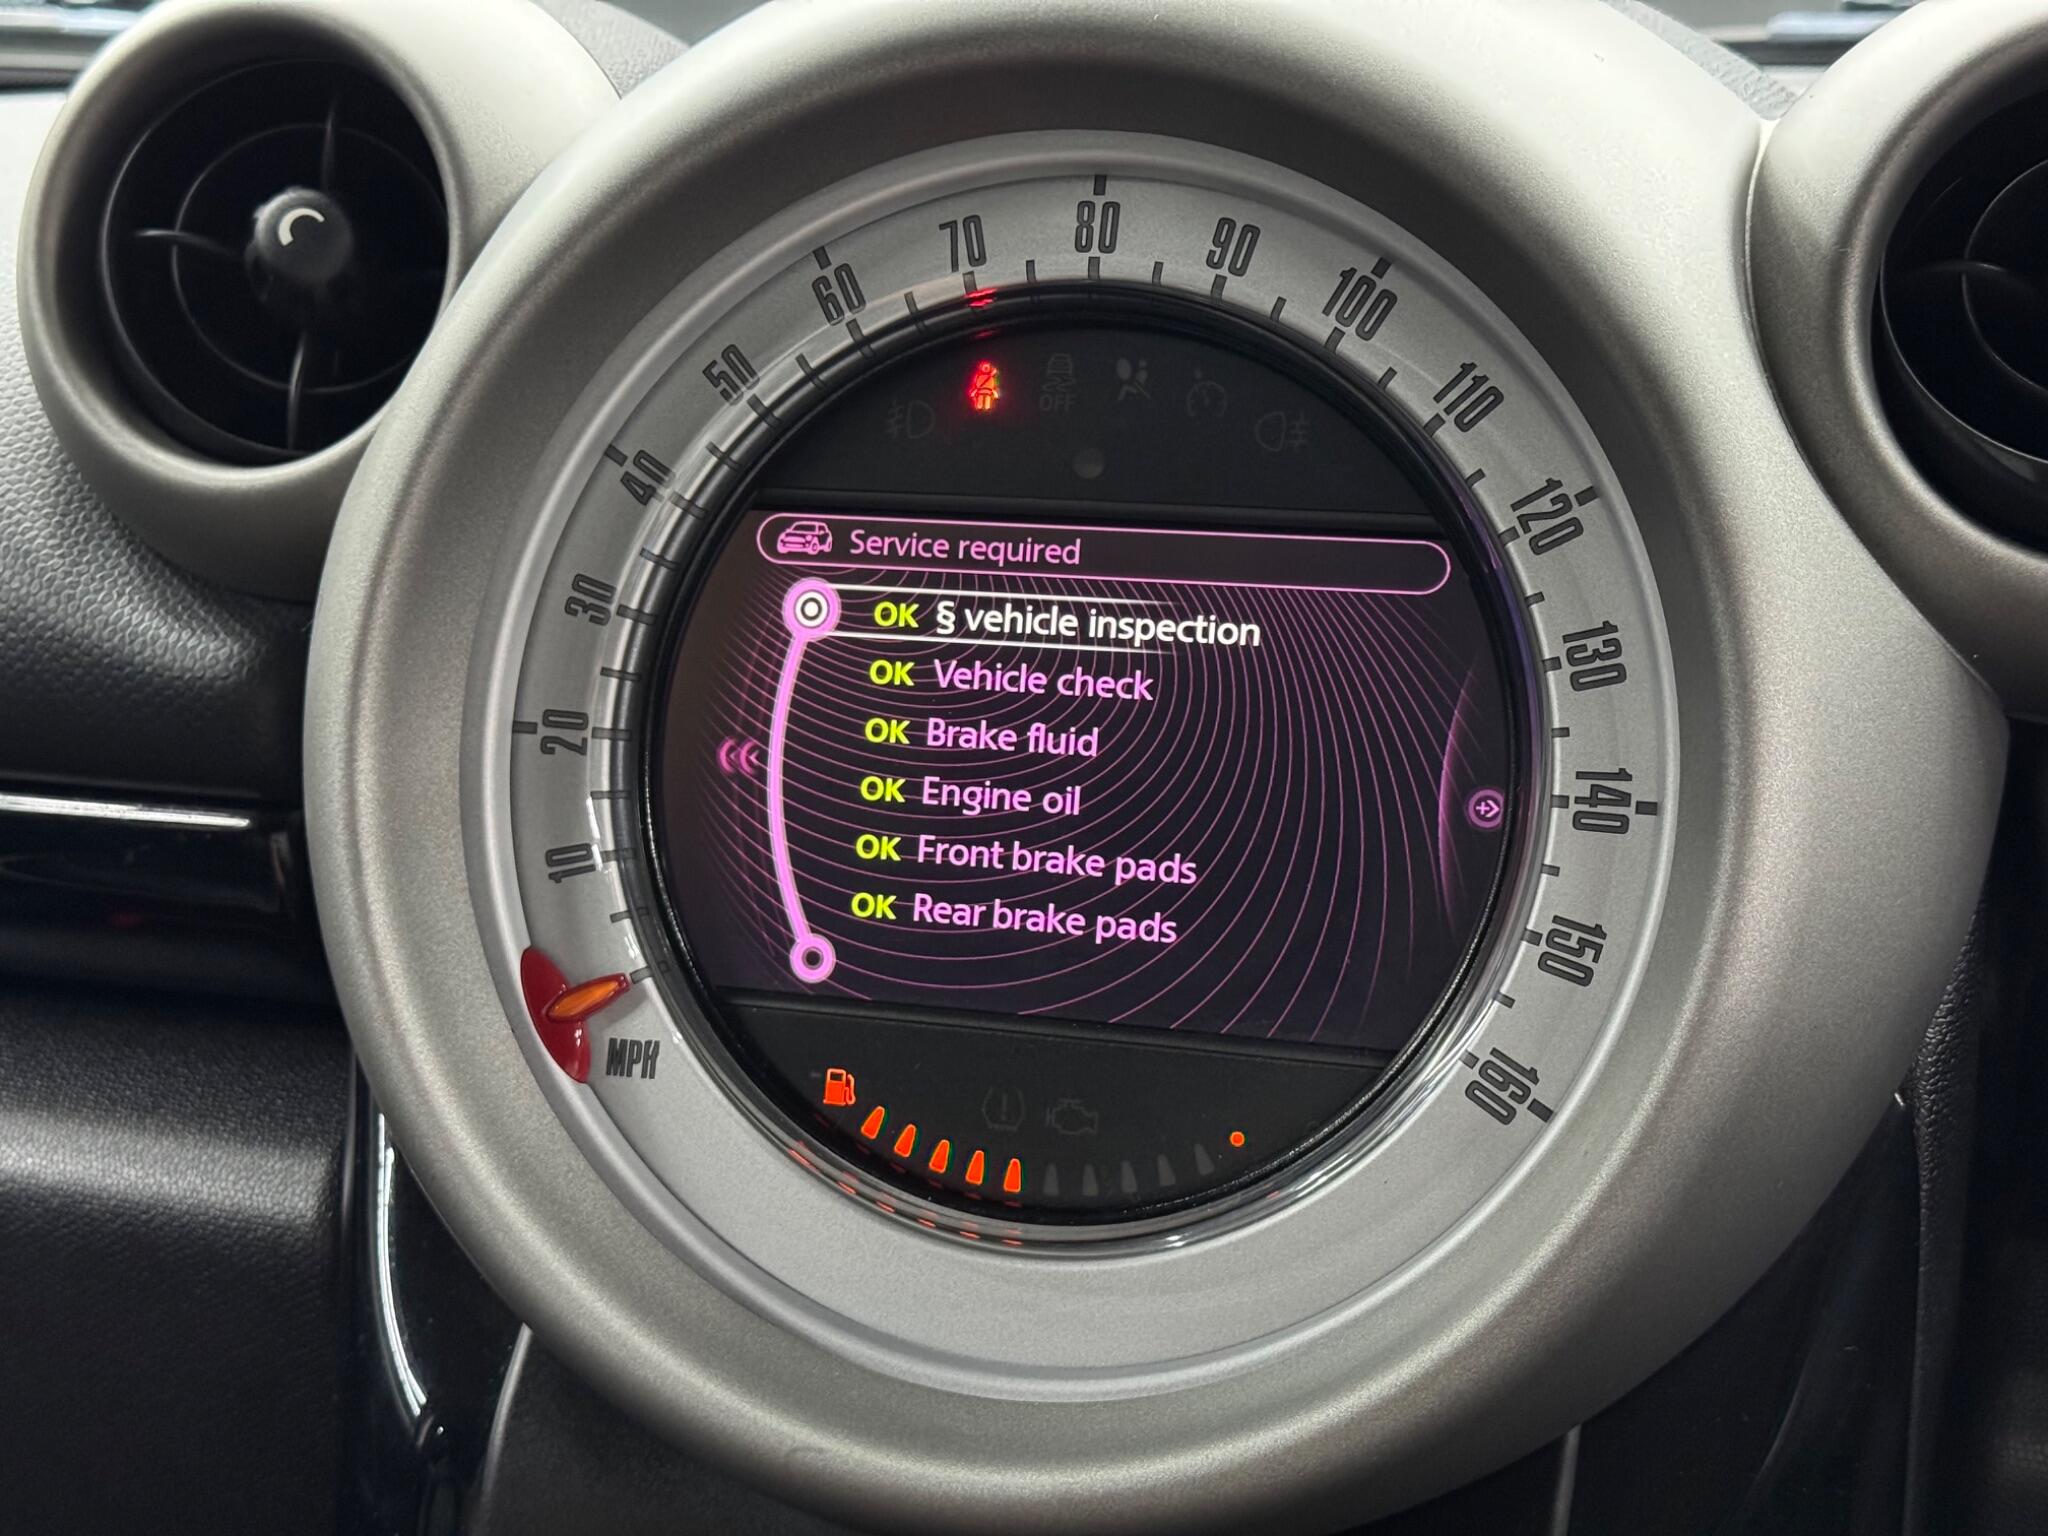 10
20
30
40
50
60
70
80
90
100
110
120
130
140
150
160
MPH
OFF
Service required
OK § vehicle inspection
OK Vehicle check
OK Brake fluid
OK Engine oil
OK Front brake pads
OK Rear brake pads